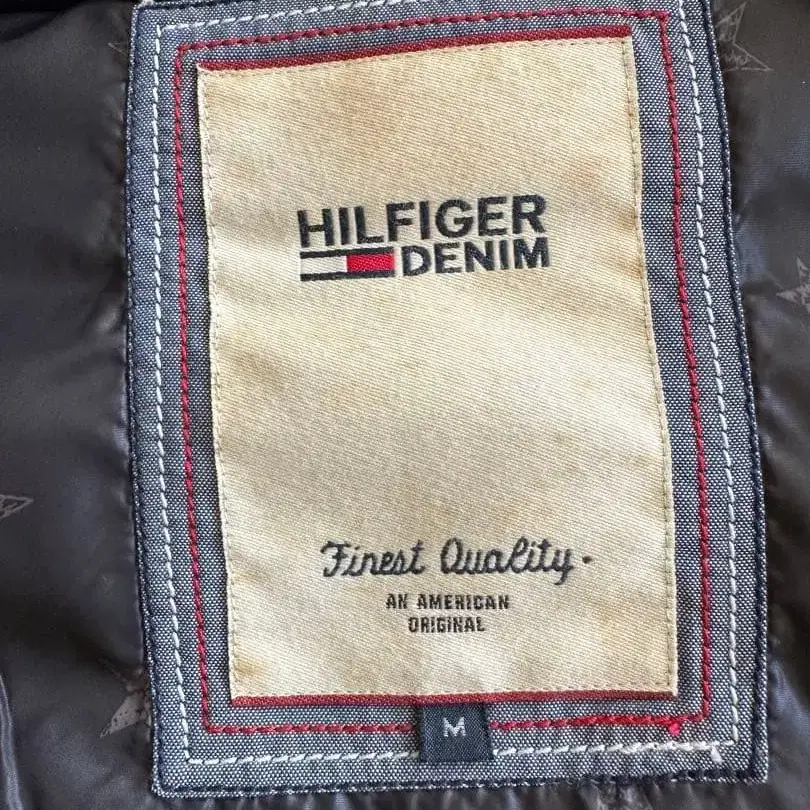 HILFIGER
DENIM
Finest Quality.
AN AMERICAN
ORIGINAL
M